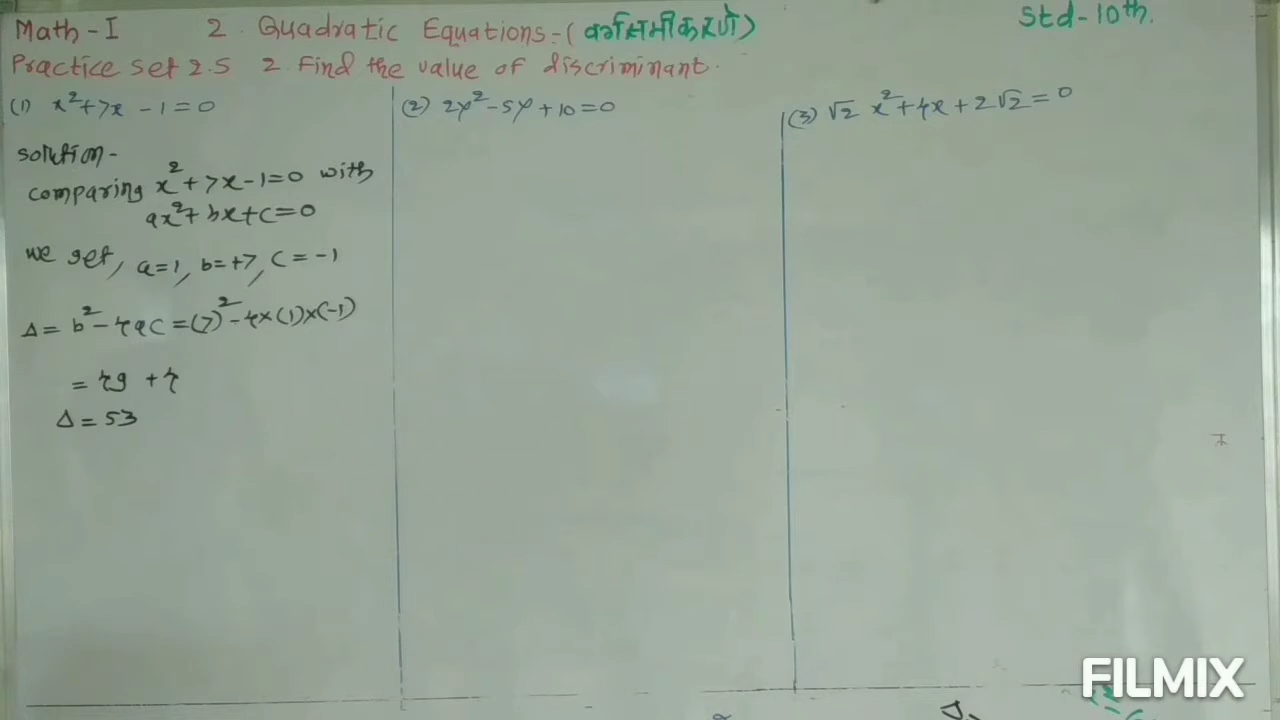 Math-I 2. Quadratic Equations-(वर्गसमीकरणे) Std-10th.
Practice set 2.5 2. Find the value of discriminant.
(1) x²+7x-1=0
solution-
comparing x²+7x-1=0 with
ax²+bx+c=0
we get, a=1, b=+7, c=-1
Δ=b²-4ac=(7)²-4×(1)×(-1)
=49+4
Δ=53
(2) 2y²-5y+10=0
(3) √2 x²+4x+2√2=0
FILMIX